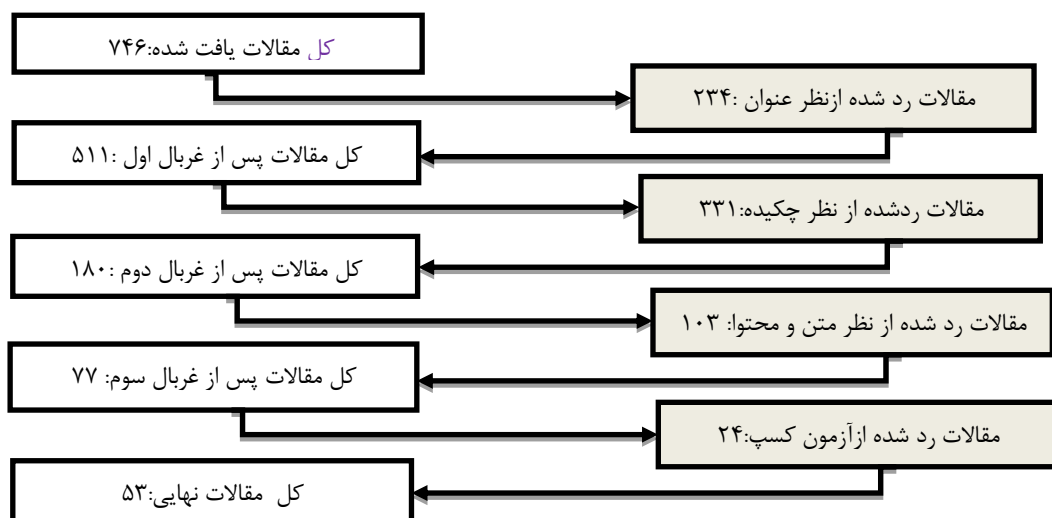 کل مقالات یافت شده:۷۴۶
مقالات رد شده ازنظر عنوان :۲۳۴
کل مقالات پس از غربال اول :۵۱۱
مقالات ردشده از نظر چکیده:۳۳۱
کل مقالات پس از غربال دوم :۱۸۰
مقالات رد شده از نظر متن و محتوا: ۱۰۳
کل مقالات پس از غربال سوم: ۷۷
مقالات رد شده ازآزمون کسپ:۲۴
کل مقالات نهایی:۵۳